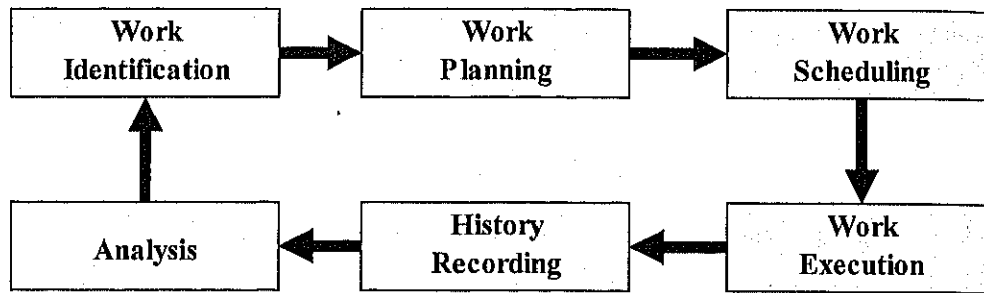 Work
Identification
Work
Planning
Work
Scheduling
Analysis
History
Recording
Work
Execution